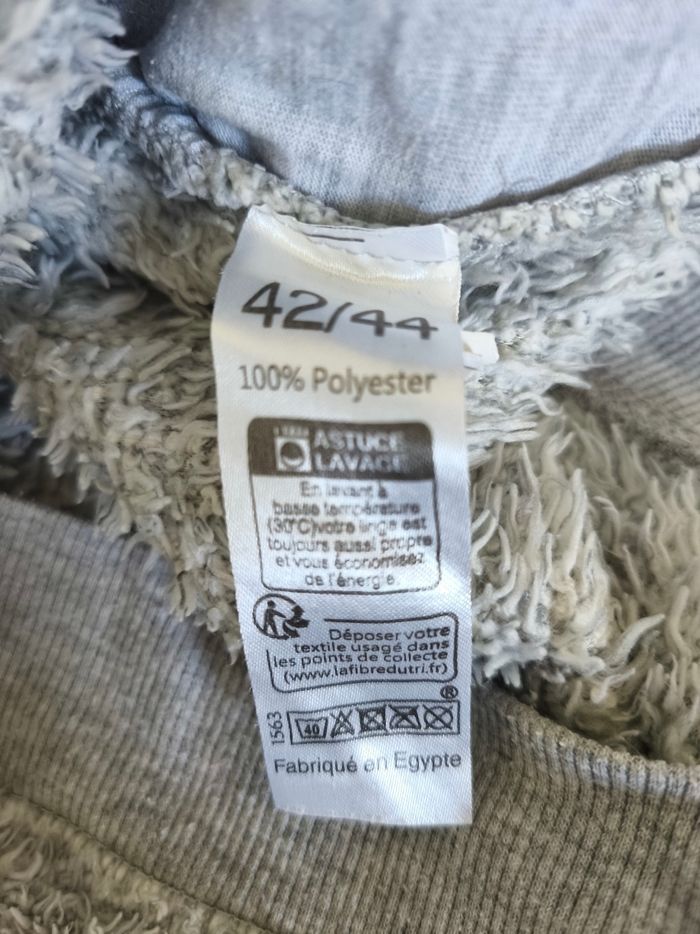 42/44
100% Polyester
ASTUCE
LAVAGE
En lavant à
basse température
(30°C)votre linge est
toujours aussi propre
et vous économisez
de l'énergie.
Déposer votre
textile usagé dans
les points de collecte
(www.lafibredutri.fr)
®
1563
40
Fabriqué en Egypte